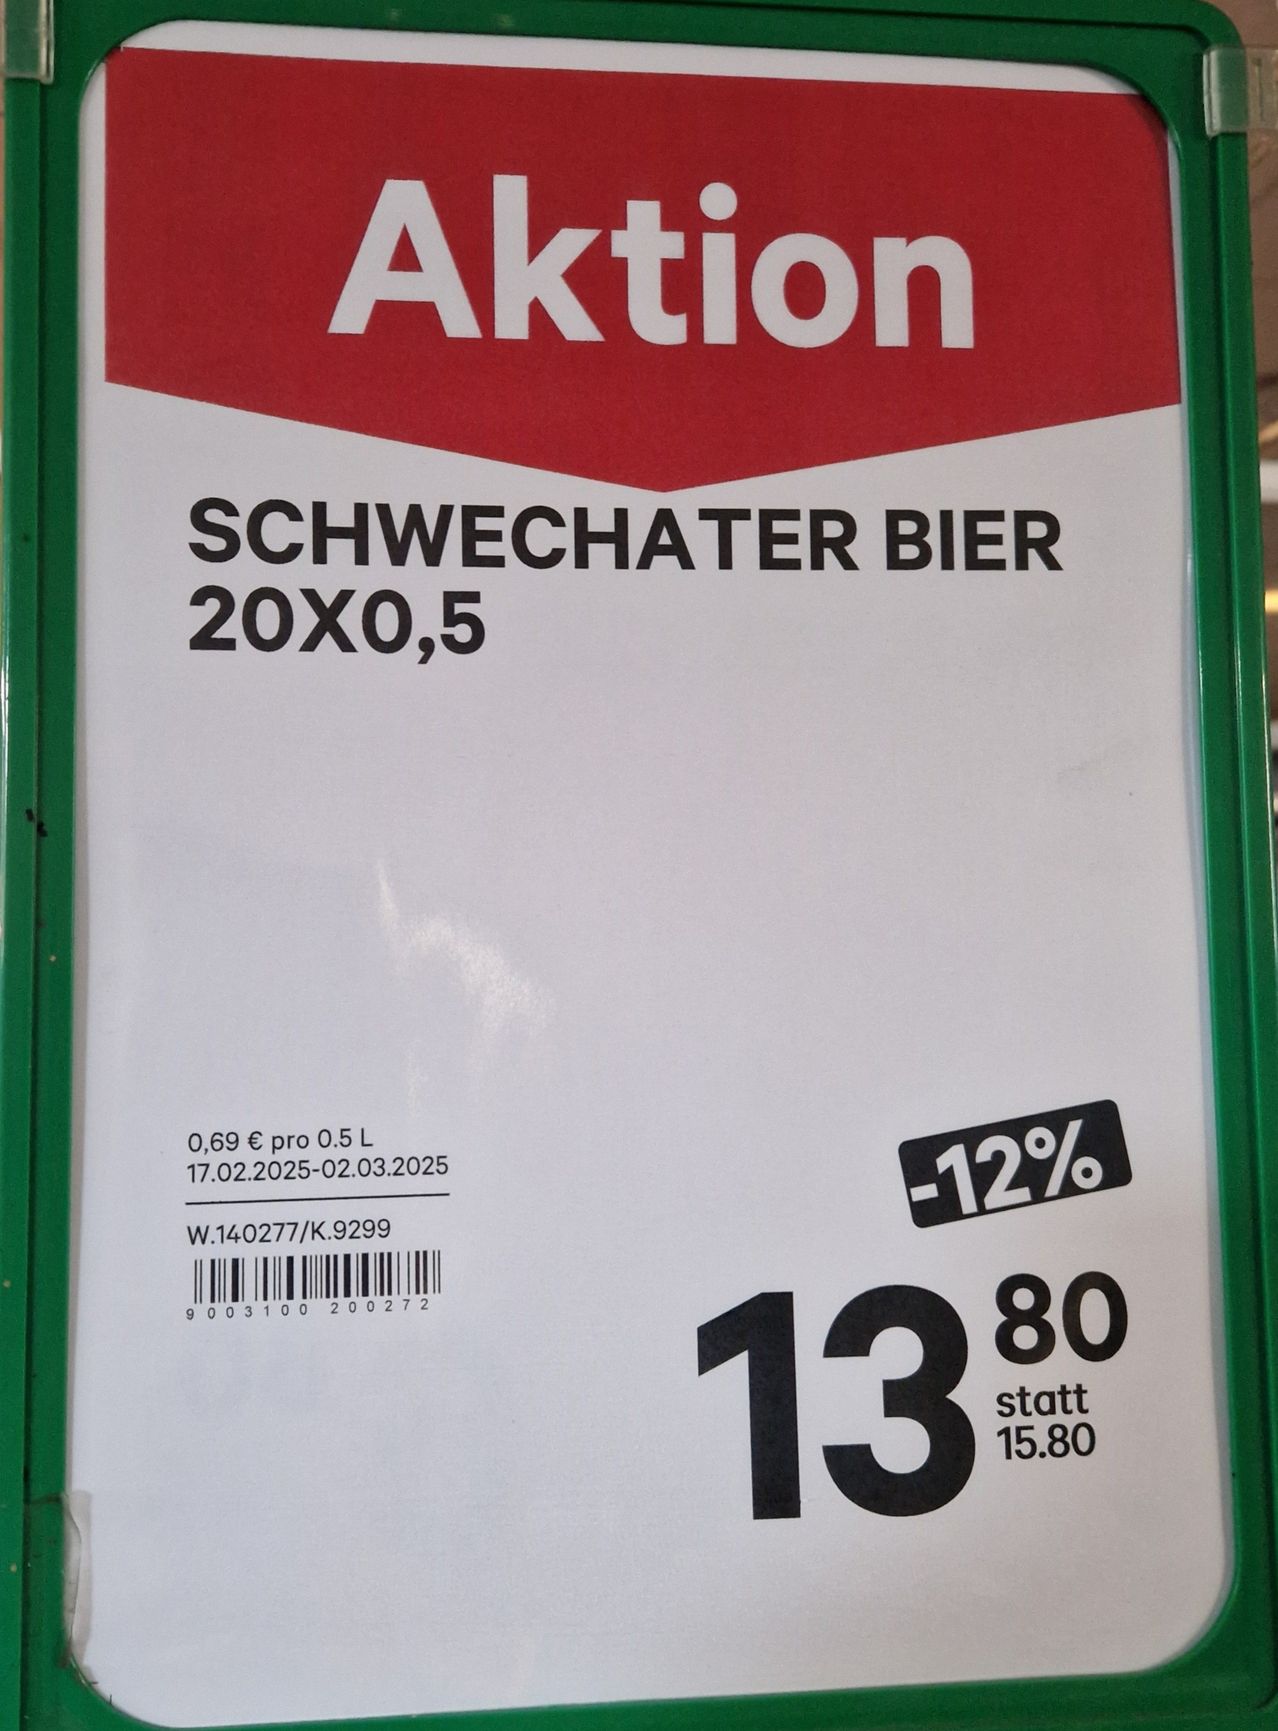 Aktion
SCHWECHATER BIER
20X0,5
0,69 € pro 0.5 L
17.02.2025-02.03.2025
W.140277/K.9299
9003100 200272
-12%
13 80
statt
15.80